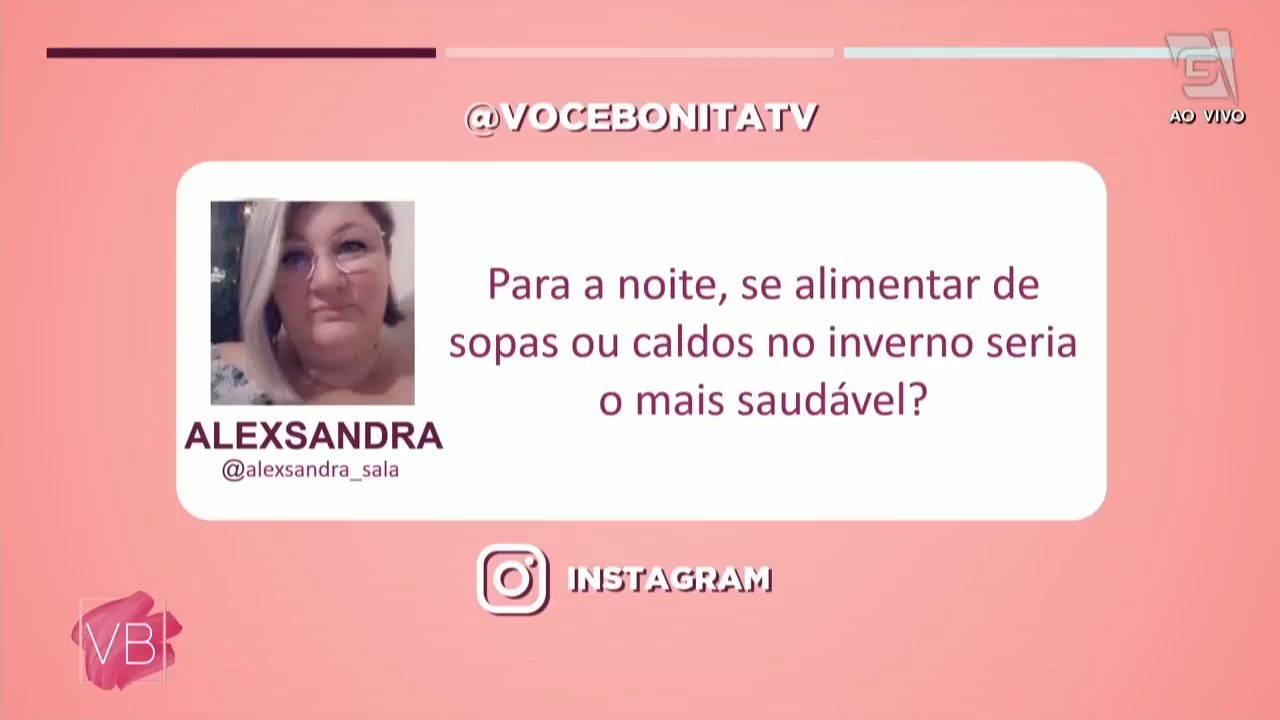 @VOCEBONITATV
AO VIVO
Para a noite, se alimentar de
sopas ou caldos no inverno seria
o mais saudável?
ALEXSANDRA
@alexsandra_sala
INSTAGRAM
VB